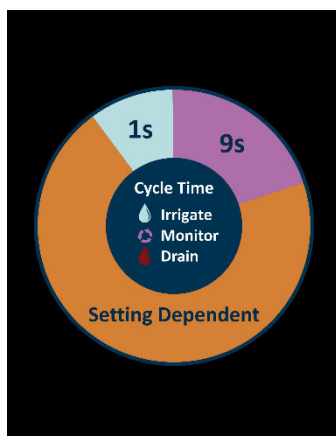 1s
9s
Cycle Time
Irrigate
Monitor
Drain
Setting Dependent